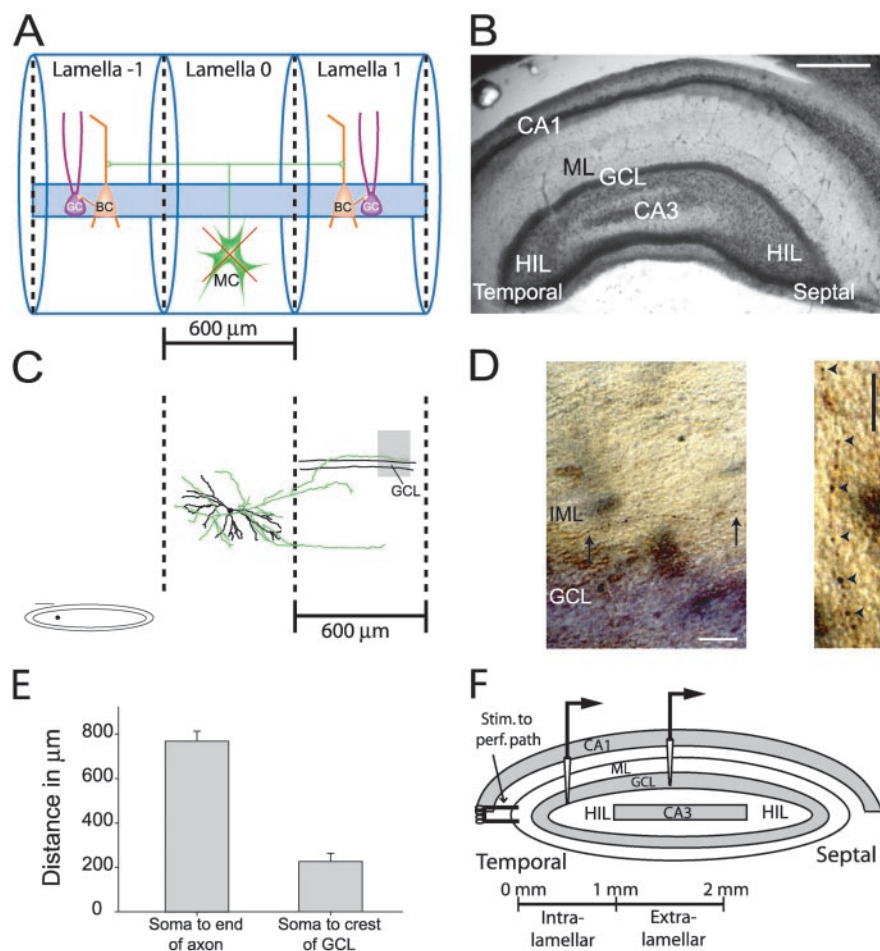 A
Lamella -1
Lamella 0
Lamella 1
GC
BC
BC
GC
MC
600 μm
B
CA1
ML
GCL
CA3
HIL
HIL
Temporal
Septal
C
GCL
600 μm
D
IML
GCL
E
Distance in μm
800
600
400
200
0
Soma to end
of axon
Soma to crest
of GCL
F
Stim. to
perf. path
CA1
ML
GCL
HIL
CA3
HIL
Temporal
Septal
0 mm
1 mm
2 mm
Intra-
lamellar
Extra-
lamellar